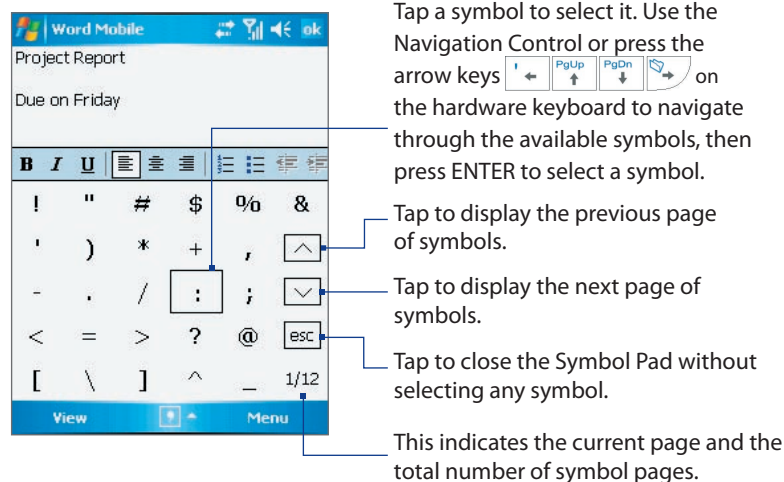 Word Mobile ok
Project Report
Due on Friday
B I U
! " # $ % &
' ) * + ,
- . / : ;
< = > ? @ esc
[ \ ] ^ _ 1/12
View Menu
Tap a symbol to select it. Use the
Navigation Control or press the
arrow keys ' PgUp PgDn on
the hardware keyboard to navigate
through the available symbols, then
press ENTER to select a symbol.
Tap to display the previous page
of symbols.
Tap to display the next page of
symbols.
Tap to close the Symbol Pad without
selecting any symbol.
This indicates the current page and the
total number of symbol pages.